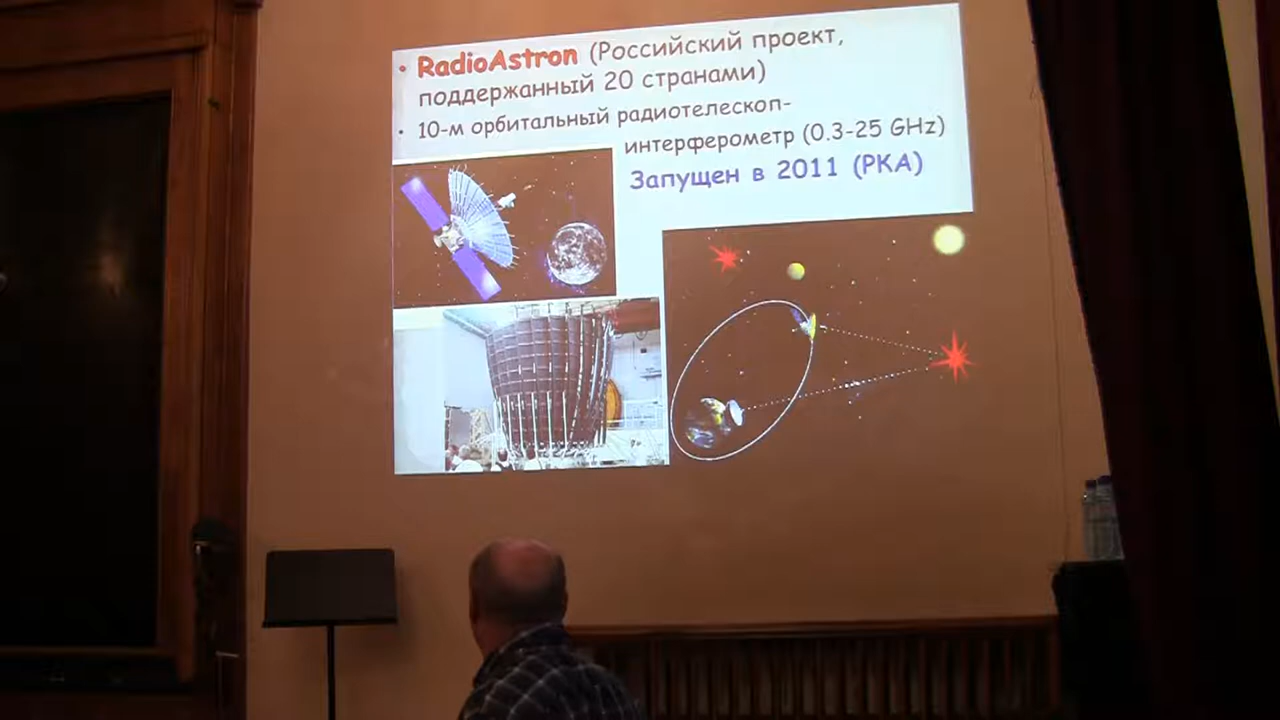 • RadioAstron (Российский проект,
поддержанный 20 странами)
• 10-м орбитальный радиотелескоп-
интерферометр (0.3-25 GHz)
Запущен в 2011 (РКА)